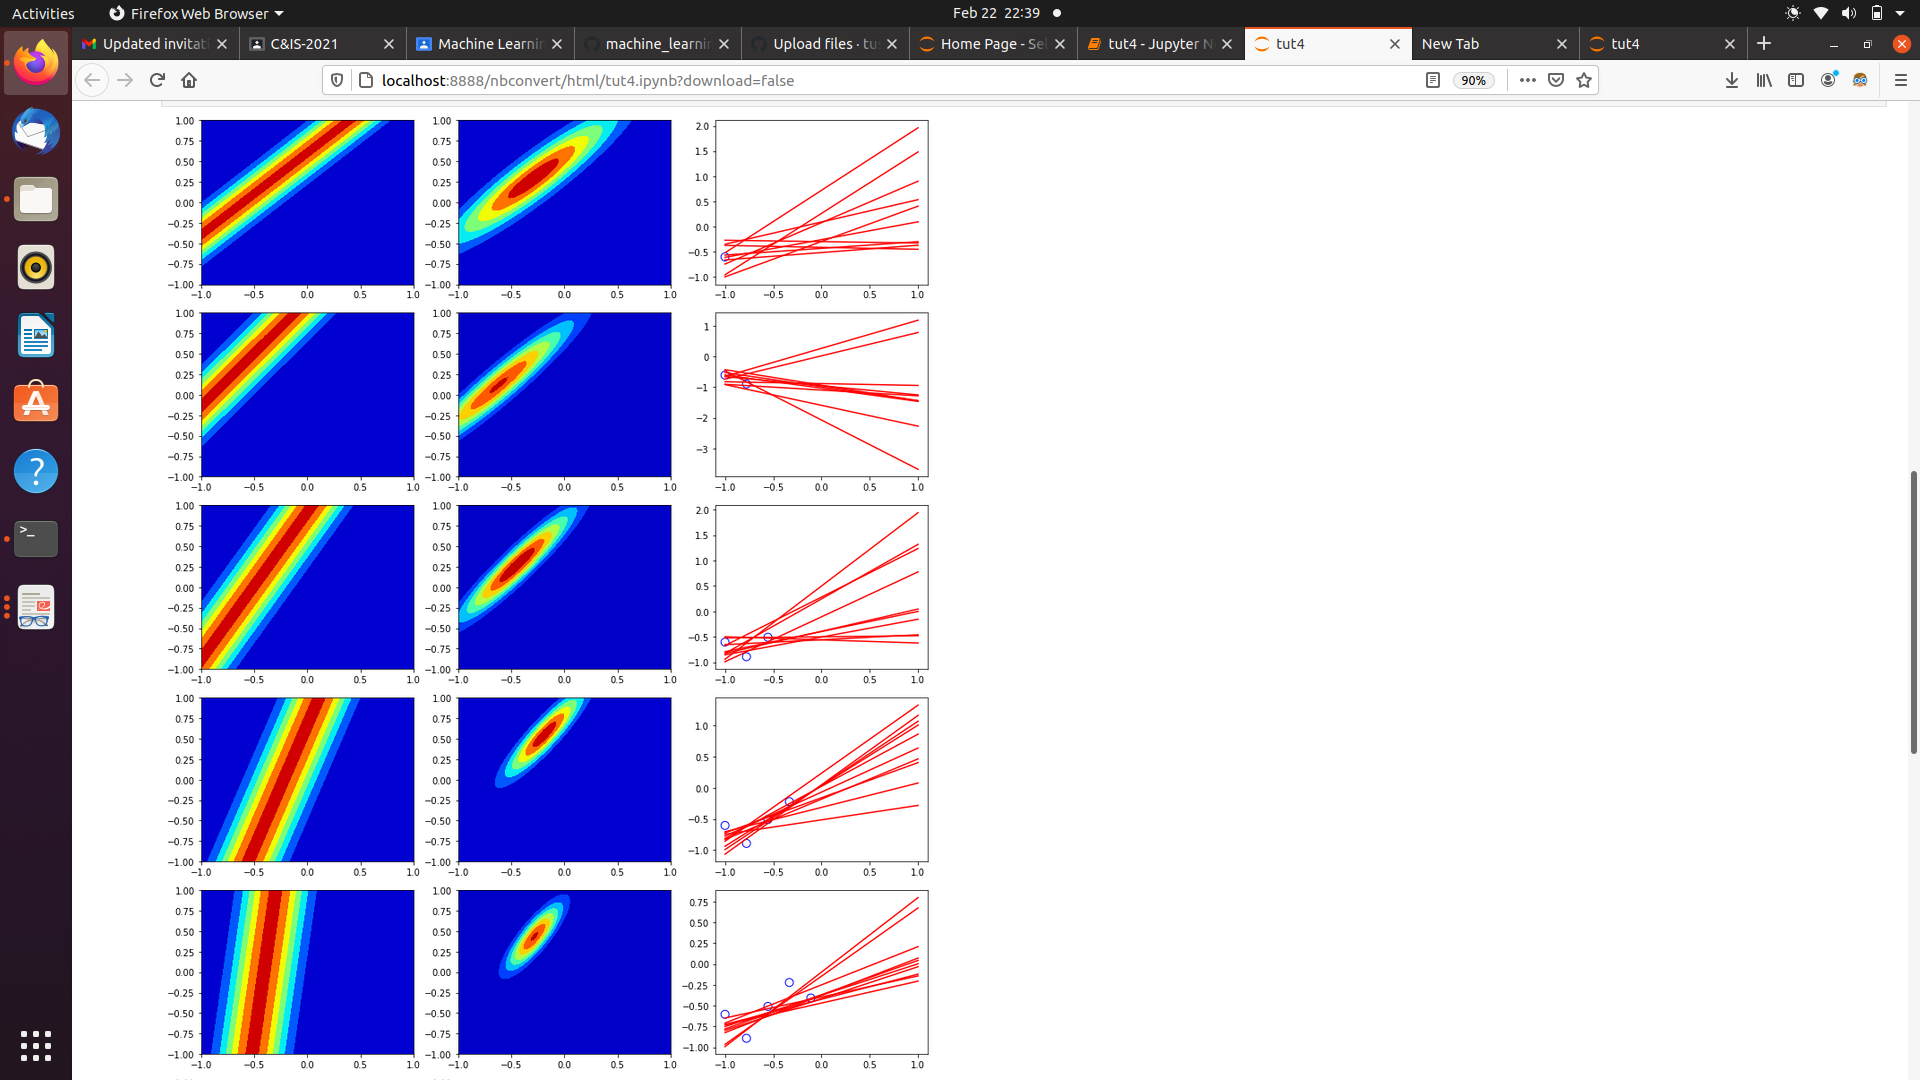 Activities
Firefox Web Browser
Feb 22 22:39
Updated invitat
C&IS-2021
Machine Learnin
machine_learnin
Upload files · tu
Home Page - Sel
tut4 - Jupyter N
tut4
New Tab
tut4
localhost:8888/nbconvert/html/tut4.ipynb?download=false
90%
1.00 0.75 0.50 0.25 0.00 −0.25 −0.50 −0.75 −1.00
−1.0 −0.5 0.0 0.5 1.0
1.00 0.75 0.50 0.25 0.00 −0.25 −0.50 −0.75 −1.00
−1.0 −0.5 0.0 0.5 1.0
2.0 1.5 1.0 0.5 0.0 −0.5 −1.0
−1.0 −0.5 0.0 0.5 1.0
1.00 0.75 0.50 0.25 0.00 −0.25 −0.50 −0.75 −1.00
−1.0 −0.5 0.0 0.5 1.0
1.00 0.75 0.50 0.25 0.00 −0.25 −0.50 −0.75 −1.00
−1.0 −0.5 0.0 0.5 1.0
1 0 −1 −2 −3
−1.0 −0.5 0.0 0.5 1.0
1.00 0.75 0.50 0.25 0.00 −0.25 −0.50 −0.75 −1.00
−1.0 −0.5 0.0 0.5 1.0
1.00 0.75 0.50 0.25 0.00 −0.25 −0.50 −0.75 −1.00
−1.0 −0.5 0.0 0.5 1.0
2.0 1.5 1.0 0.5 0.0 −0.5 −1.0
−1.0 −0.5 0.0 0.5 1.0
1.00 0.75 0.50 0.25 0.00 −0.25 −0.50 −0.75 −1.00
−1.0 −0.5 0.0 0.5 1.0
1.00 0.75 0.50 0.25 0.00 −0.25 −0.50 −0.75 −1.00
−1.0 −0.5 0.0 0.5 1.0
1.0 0.5 0.0 −0.5 −1.0
−1.0 −0.5 0.0 0.5 1.0
1.00 0.75 0.50 0.25 0.00 −0.25 −0.50 −0.75 −1.00
−1.0 −0.5 0.0 0.5 1.0
1.00 0.75 0.50 0.25 0.00 −0.25 −0.50 −0.75 −1.00
−1.0 −0.5 0.0 0.5 1.0
0.75 0.50 0.25 0.00 −0.25 −0.50 −0.75 −1.00
−1.0 −0.5 0.0 0.5 1.0